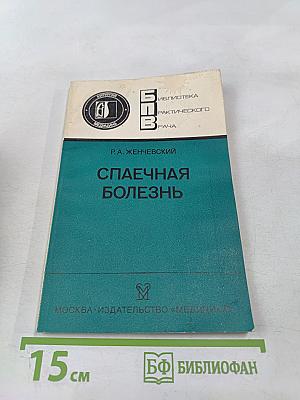 БИБЛИОТЕКА
ПРАКТИЧЕСКОГО
ВРАЧА
Р.А. ЖЕНЧЕВСКИЙ
СПАЕЧНАЯ
БОЛЕЗНЬ
МОСКВА·ИЗДАТЕЛЬСТВО «МЕДИЦИНА»
15 см
БФ БИБЛИОФАН